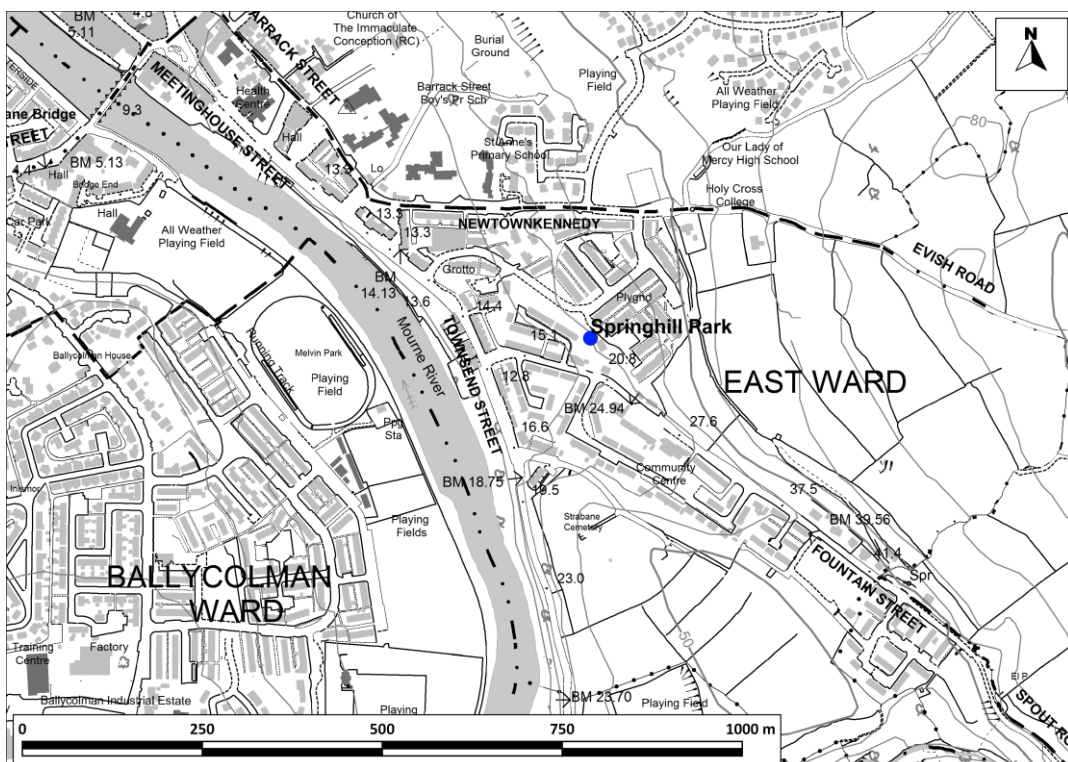 BM
5.11
4.8
BARRACK STREET
Church of
The Immaculate
Conception (RC)
Burial
Ground
Playing
Field
N
MEETINGHOUSE STREET
Health
Centre
Barrack Street
Boy's Pr Sch
All Weather
Playing Field
80
9.3
Hall
St Anne's
Primary School
Our Lady of
Mercy High School
BM 5.13
Hall
Bridge End
13.9
Lo
Holy Cross
College
Car Park
Hall
All Weather
Playing Field
13.3
13.3
NEWTOWNKENNEDY
EVISH ROAD
BM
14.13
13.6
Grotto
14.4
Plygnd
Springhill Park
15.1
20.8
Mourne River
TOWNSEND STREET
Ballycolman House
Running Track
Melvin Park
Playing
Field
12.8
EAST WARD
BM 24.94
27.6
Ppg
Sta
16.6
Inismor
BM 18.75
19.5
Community
Centre
37.5
BM 39.56
Playing
Fields
Strabane
Cemetery
41.4
Spr
BALLYCOLMAN
WARD
23.0
FOUNTAIN STREET
50
Training
Centre
Factory
El P
Ballycolman Industrial Estate
BM 23.70
Playing
Playing Field
0 250 500 750 1000 m